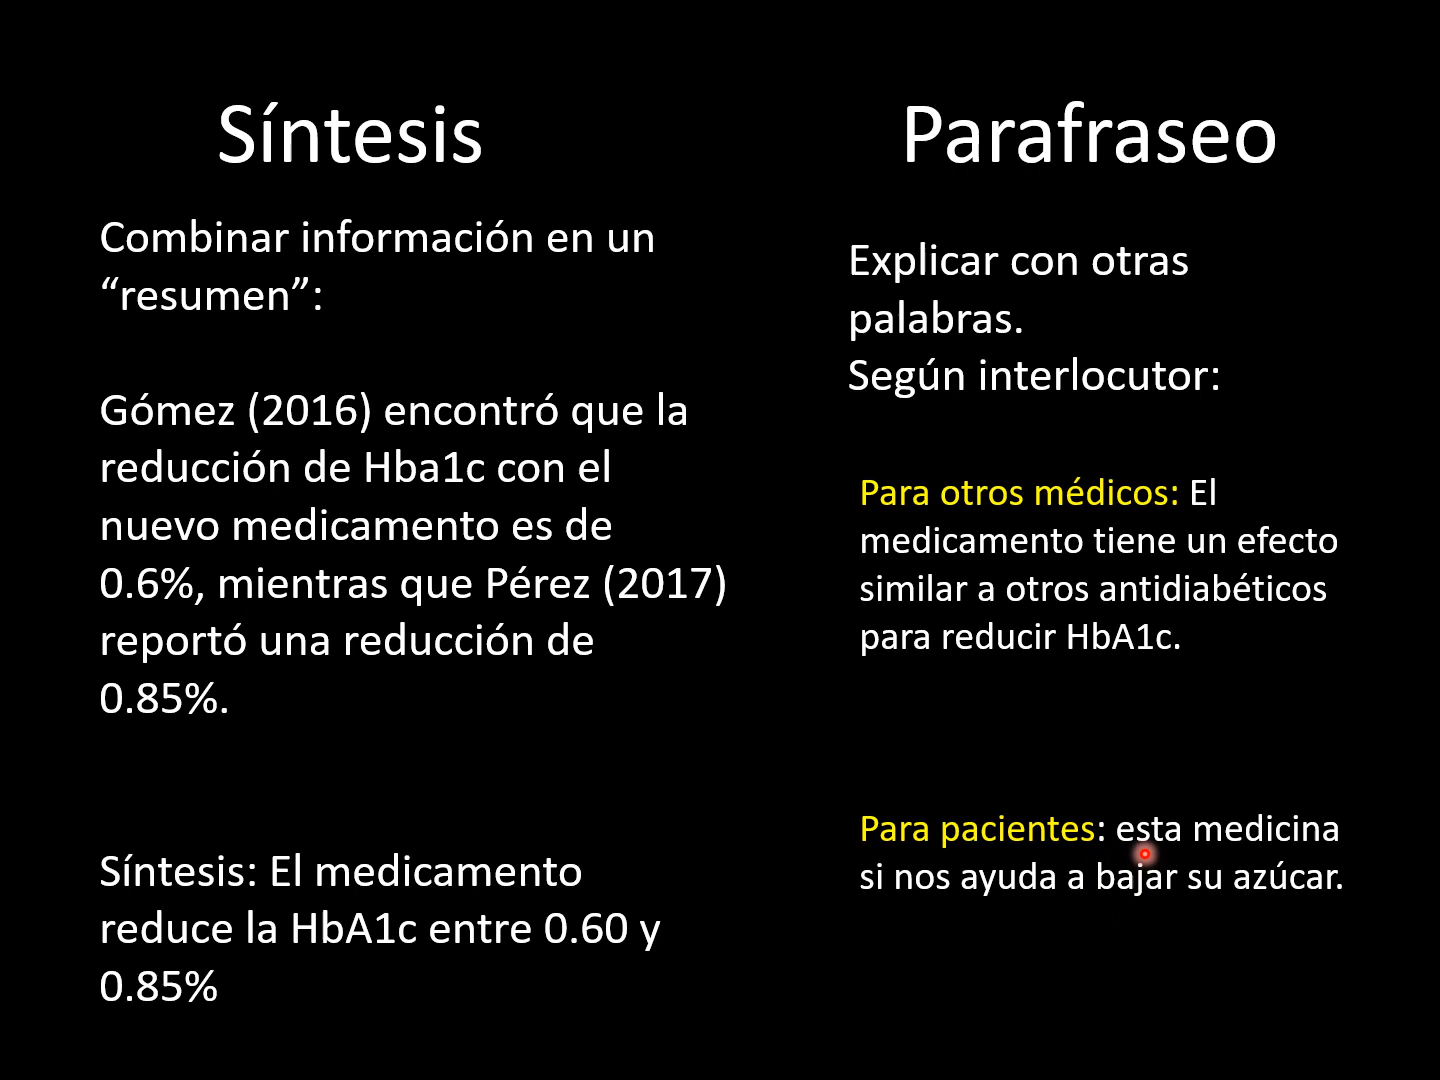 Síntesis
Combinar información en un
“resumen”:
Gómez (2016) encontró que la
reducción de Hba1c con el
nuevo medicamento es de
0.6%, mientras que Pérez (2017)
reportó una reducción de
0.85%.
Síntesis: El medicamento
reduce la HbA1c entre 0.60 y
0.85%
Parafraseo
Explicar con otras
palabras.
Según interlocutor:
Para otros médicos: El
medicamento tiene un efecto
similar a otros antidiabéticos
para reducir HbA1c.
Para pacientes: esta medicina
si nos ayuda a bajar su azúcar.